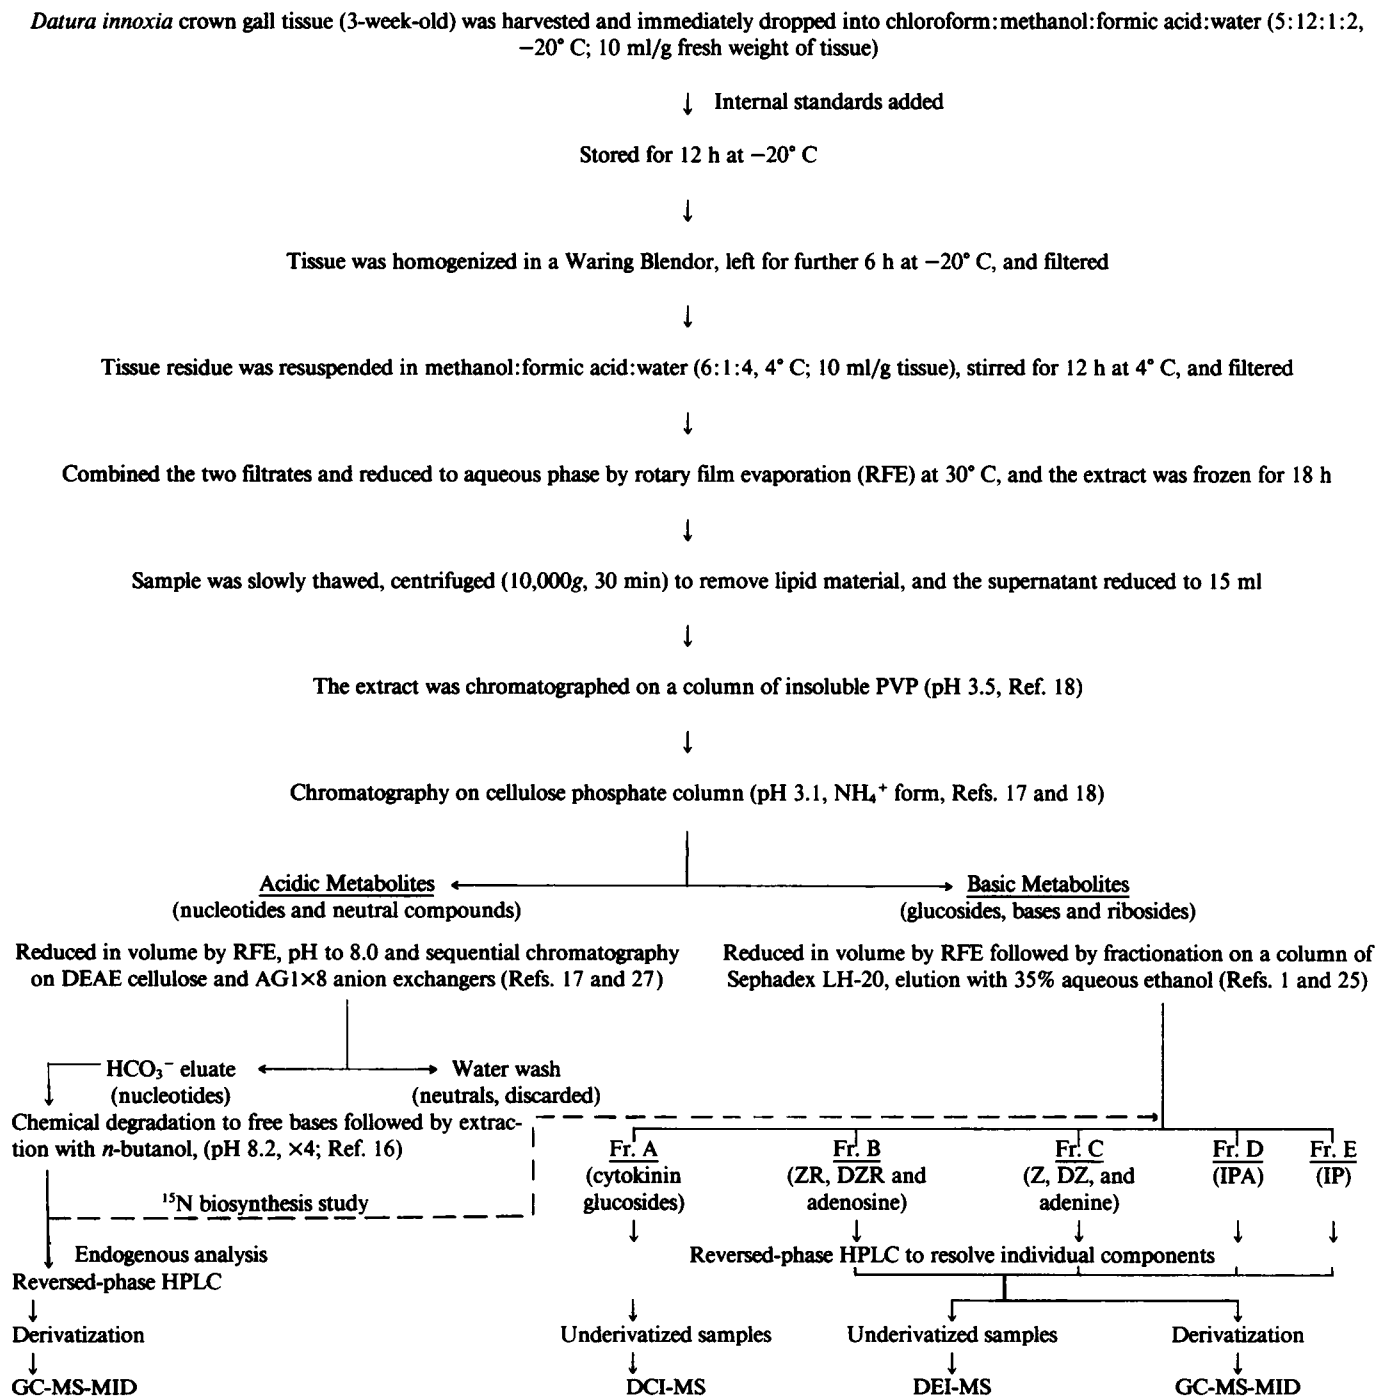 Datura innoxia crown gall tissue (3-week-old) was harvested and immediately dropped into chloroform:methanol:formic acid:water (5:12:1:2,
−20° C; 10 ml/g fresh weight of tissue)
↓ Internal standards added
Stored for 12 h at −20° C
↓
Tissue was homogenized in a Waring Blendor, left for further 6 h at −20° C, and filtered
↓
Tissue residue was resuspended in methanol:formic acid:water (6:1:4, 4° C; 10 ml/g tissue), stirred for 12 h at 4° C, and filtered
↓
Combined the two filtrates and reduced to aqueous phase by rotary film evaporation (RFE) at 30° C, and the extract was frozen for 18 h
↓
Sample was slowly thawed, centrifuged (10,000g, 30 min) to remove lipid material, and the supernatant reduced to 15 ml
↓
The extract was chromatographed on a column of insoluble PVP (pH 3.5, Ref. 18)
↓
Chromatography on cellulose phosphate column (pH 3.1, NH₄⁺ form, Refs. 17 and 18)
Acidic Metabolites
(nucleotides and neutral compounds)
Reduced in volume by RFE, pH to 8.0 and sequential chromatography
on DEAE cellulose and AG1×8 anion exchangers (Refs. 17 and 27)
Basic Metabolites
(glucosides, bases and ribosides)
Reduced in volume by RFE followed by fractionation on a column of
Sephadex LH-20, elution with 35% aqueous ethanol (Refs. 1 and 25)
HCO₃⁻ eluate
(nucleotides)
Water wash
(neutrals, discarded)
Chemical degradation to free bases followed by extrac-
tion with n-butanol, (pH 8.2, ×4; Ref. 16)
¹⁵N biosynthesis study
Endogenous analysis
Reversed-phase HPLC
Derivatization
GC-MS-MID
Fr. A
(cytokinin
glucosides)
Fr. B
(ZR, DZR and
adenosine)
Fr. C
(Z, DZ, and
adenine)
Fr. D
(IPA)
Fr. E
(IP)
Reversed-phase HPLC to resolve individual components
Underivatized samples
DCI-MS
Underivatized samples
DEI-MS
Derivatization
GC-MS-MID